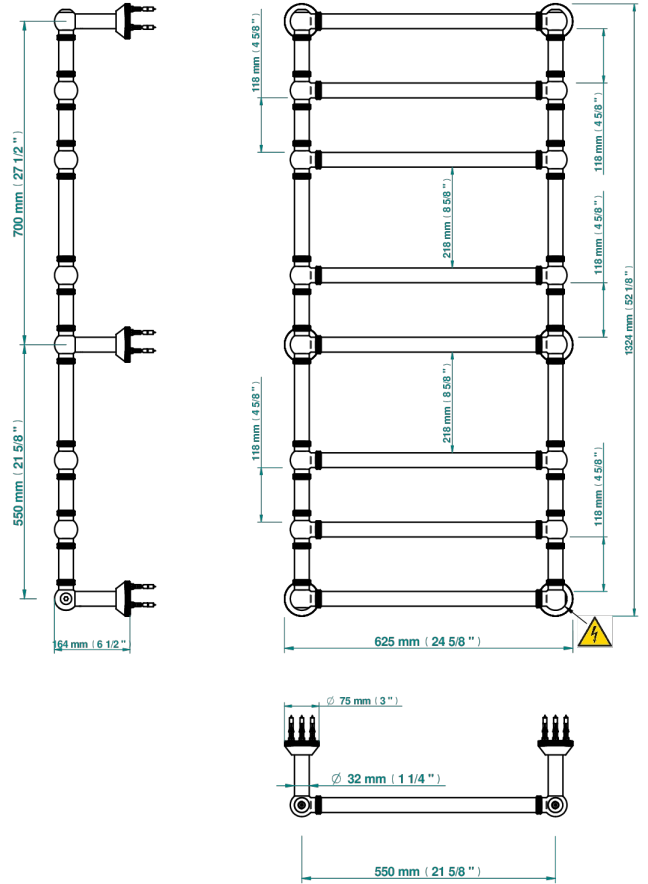 118 mm ( 4 5/8 " )
118 mm ( 4 5/8 " )
700 mm ( 27 1/2 " )
218 mm ( 8 5/8 " )
118 mm ( 4 5/8 " )
1324 mm ( 52 1/8 " )
118 mm ( 4 5/8 " )
218 mm ( 8 5/8 " )
550 mm ( 21 5/8 " )
118 mm ( 4 5/8 " )
164 mm ( 6 1/2 " )
625 mm ( 24 5/8 " )
Ø 75 mm ( 3 " )
Ø 32 mm ( 1 1/4 " )
550 mm ( 21 5/8 " )